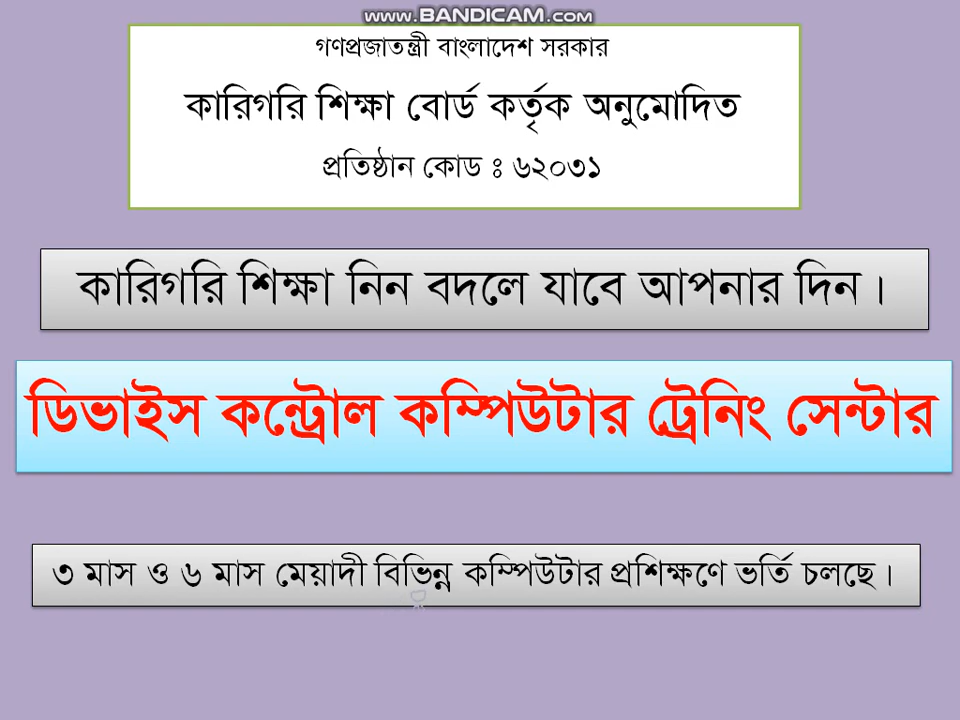 www.BANDICAM.com
গণপ্রজাতন্ত্রী বাংলাদেশ সরকার
কারিগরি শিক্ষা বোর্ড কর্তৃক অনুমোদিত
প্রতিষ্ঠান কোড ঃ ৬২০৩১
কারিগরি শিক্ষা নিন বদলে যাবে আপনার দিন।
ডিভাইস কন্ট্রোল কম্পিউটার ট্রেনিং সেন্টার
৩ মাস ও ৬ মাস মেয়াদী বিভিন্ন কম্পিউটার প্রশিক্ষণে ভর্তি চলছে।